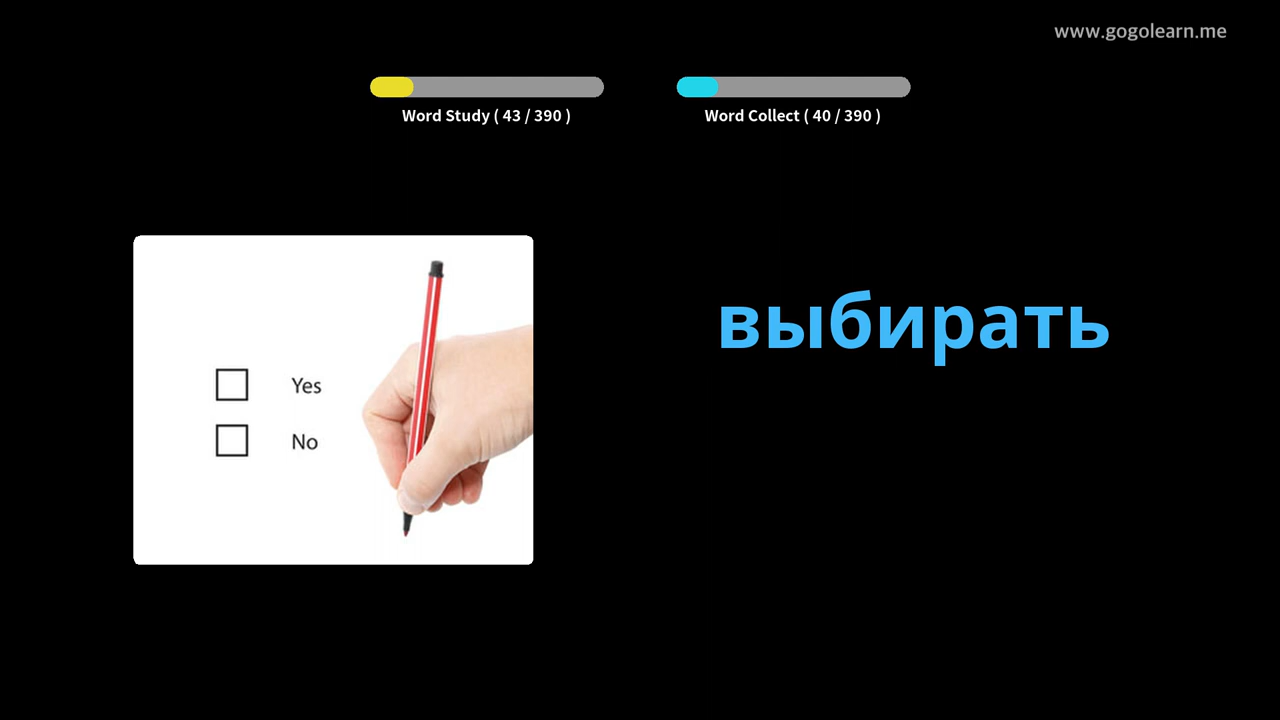 www.gogolearn.me
Word Study ( 43 / 390 )
Word Collect ( 40 / 390 )
Yes
No
выбирать